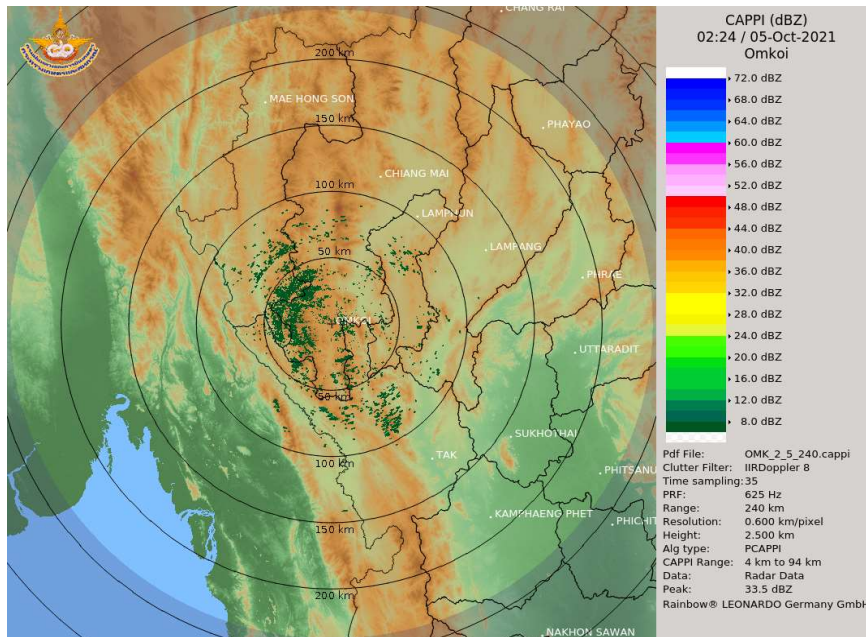 CAPPI (dBZ)
02:24 / 05-Oct-2021
Omkoi
72.0 dBZ
68.0 dBZ
64.0 dBZ
60.0 dBZ
56.0 dBZ
52.0 dBZ
48.0 dBZ
44.0 dBZ
40.0 dBZ
36.0 dBZ
32.0 dBZ
28.0 dBZ
24.0 dBZ
20.0 dBZ
16.0 dBZ
12.0 dBZ
8.0 dBZ
Pdf File: OMK_2_5_240.cappi
Clutter Filter: IIRDoppler 8
Time sampling: 35
PRF: 625 Hz
Range: 240 km
Resolution: 0.600 km/pixel
Height: 2.500 km
Alg type: PCAPPI
CAPPI Range: 4 km to 94 km
Data: Radar Data
Peak: 33.5 dBZ
Rainbow® LEONARDO Germany GmbH
CHANG RAI
200 km
MAE HONG SON
150 km
PHAYAO
CHIANG MAI
100 km
LAMPHUN
50 km
LAMPANG
PHRAE
OMKOI
UTTARADIT
50 km
SUKHOTHAI
100 km
TAK
PHITSANU
KAMPHAENG PHET
PHICHIT
150 km
200 km
NAKHON SAWAN